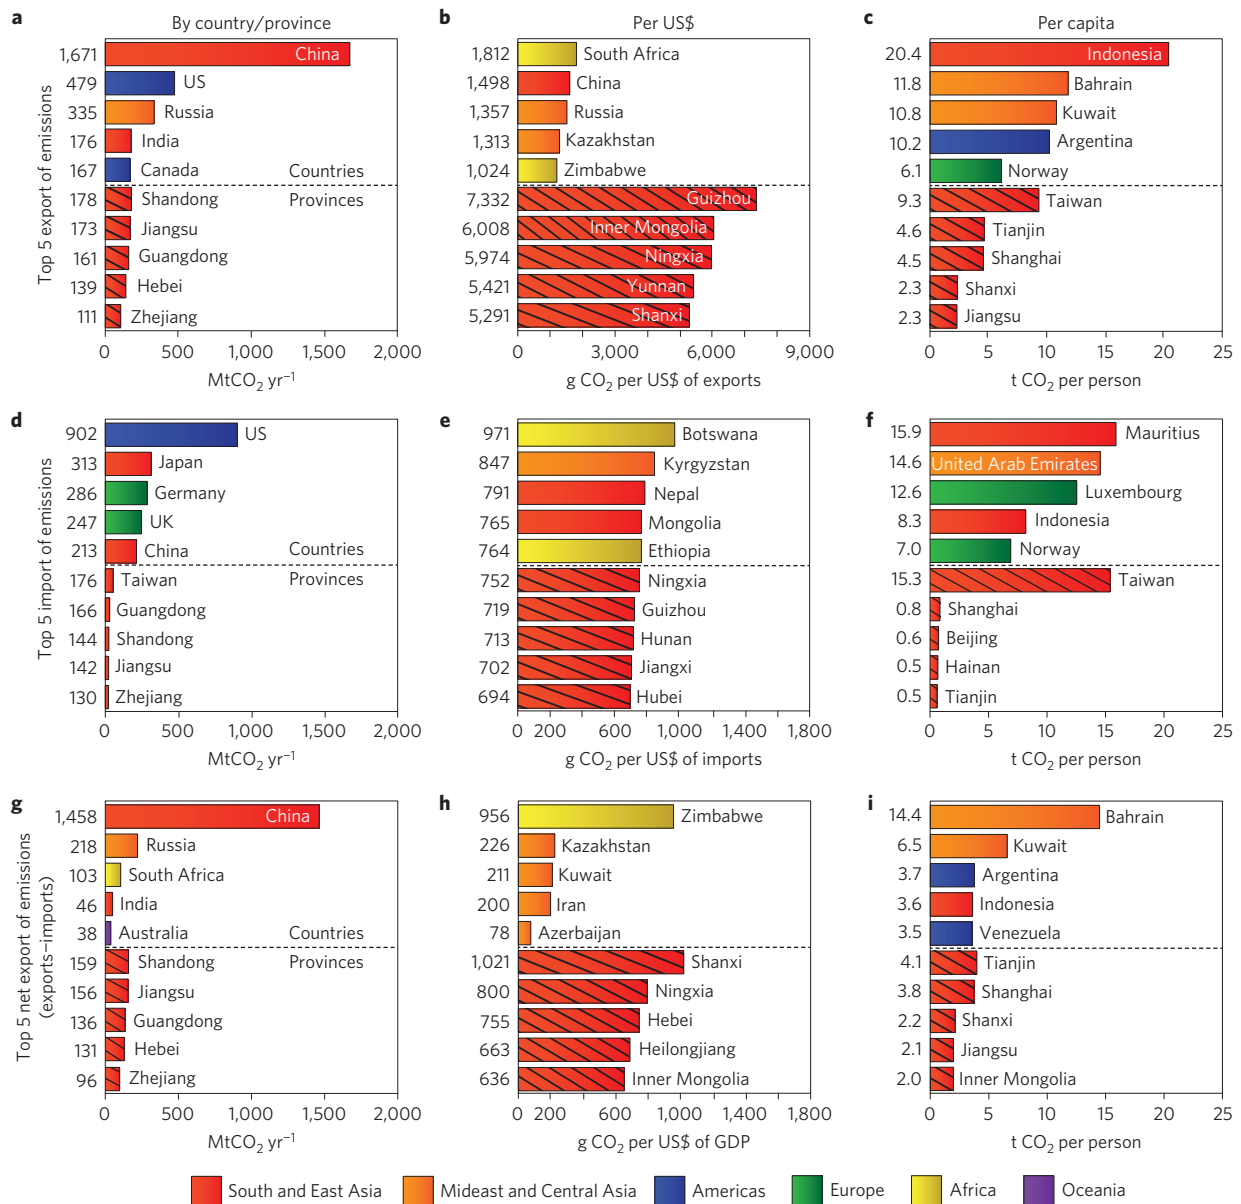 a By country/province
b Per US$
c Per capita
Top 5 export of emissions
1,671 China
479 US
335 Russia
176 India
167 Canada Countries
178 Shandong Provinces
173 Jiangsu
161 Guangdong
139 Hebei
111 Zhejiang
0 500 1,000 1,500 2,000
MtCO₂ yr⁻¹
1,812 South Africa
1,498 China
1,357 Russia
1,313 Kazakhstan
1,024 Zimbabwe
7,332 Guizhou
6,008 Inner Mongolia
5,974 Ningxia
5,421 Yunnan
5,291 Shanxi
0 3,000 6,000 9,000
g CO₂ per US$ of exports
20.4 Indonesia
11.8 Bahrain
10.8 Kuwait
10.2 Argentina
6.1 Norway
9.3 Taiwan
4.6 Tianjin
4.5 Shanghai
2.3 Shanxi
2.3 Jiangsu
0 5 10 15 20 25
t CO₂ per person
d
Top 5 import of emissions
902 US
313 Japan
286 Germany
247 UK
213 China Countries
176 Taiwan Provinces
166 Guangdong
144 Shandong
142 Jiangsu
130 Zhejiang
0 500 1,000 1,500 2,000
MtCO₂ yr⁻¹
e
971 Botswana
847 Kyrgyzstan
791 Nepal
765 Mongolia
764 Ethiopia
752 Ningxia
719 Guizhou
713 Hunan
702 Jiangxi
694 Hubei
0 200 600 1,000 1,400 1,800
g CO₂ per US$ of imports
f
15.9 Mauritius
14.6 United Arab Emirates
12.6 Luxembourg
8.3 Indonesia
7.0 Norway
15.3 Taiwan
0.8 Shanghai
0.6 Beijing
0.5 Hainan
0.5 Tianjin
0 5 10 15 20 25
t CO₂ per person
g
Top 5 net export of emissions
(exports–imports)
1,458 China
218 Russia
103 South Africa
46 India
38 Australia Countries
159 Shandong Provinces
156 Jiangsu
136 Guangdong
131 Hebei
96 Zhejiang
0 500 1,000 1,500 2,000
MtCO₂ yr⁻¹
h
956 Zimbabwe
226 Kazakhstan
211 Kuwait
200 Iran
78 Azerbaijan
1,021 Shanxi
800 Ningxia
755 Hebei
663 Heilongjiang
636 Inner Mongolia
0 200 600 1,000 1,400 1,800
g CO₂ per US$ of GDP
i
14.4 Bahrain
6.5 Kuwait
3.7 Argentina
3.6 Indonesia
3.5 Venezuela
4.1 Tianjin
3.8 Shanghai
2.2 Shanxi
2.1 Jiangsu
2.0 Inner Mongolia
0 5 10 15 20 25
t CO₂ per person
South and East Asia Mideast and Central Asia Americas Europe Africa Oceania